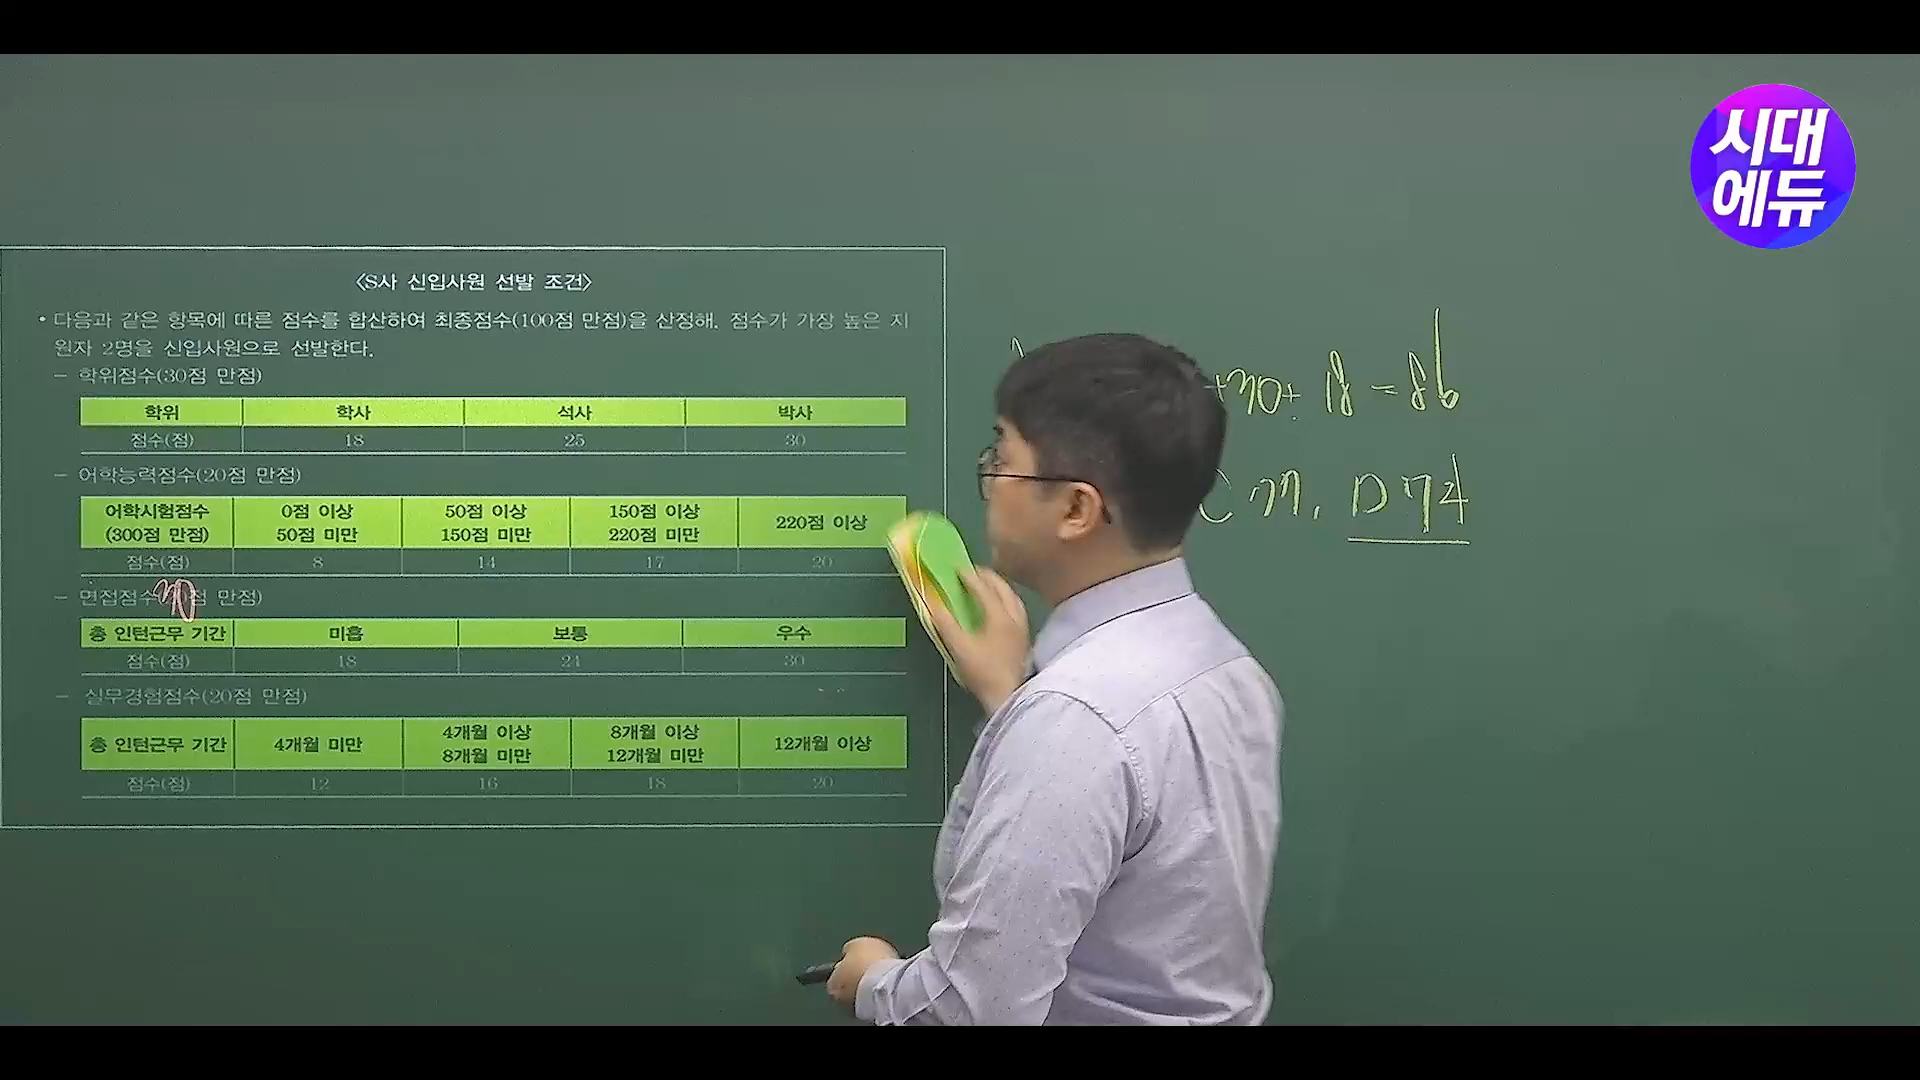 시대
에듀
<S사 신입사원 선발 조건>
• 다음과 같은 항목에 따른 점수를 합산하여 최종점수(100점 만점)을 산정해, 점수가 가장 높은 지
원자 2명을 신입사원으로 선발한다.
- 학위점수(30점 만점)
학위 학사 석사 박사
점수(점) 18 25 30
- 어학능력점수(20점 만점)
어학시험점수 0점 이상 50점 이상 150점 이상 220점 이상
(300점 만점) 50점 미만 150점 미만 220점 미만
점수(점) 8 14 17 20
- 면접점수(30점 만점)
총 인턴근무 기간 미흡 보통 우수
점수(점) 18 24 30
- 실무경험점수(20점 만점)
총 인턴근무 기간 4개월 미만 4개월 이상 8개월 이상 12개월 이상
8개월 미만 12개월 미만
점수(점) 12 16 18 20
+30+ 18 = 86
C 77, D 74